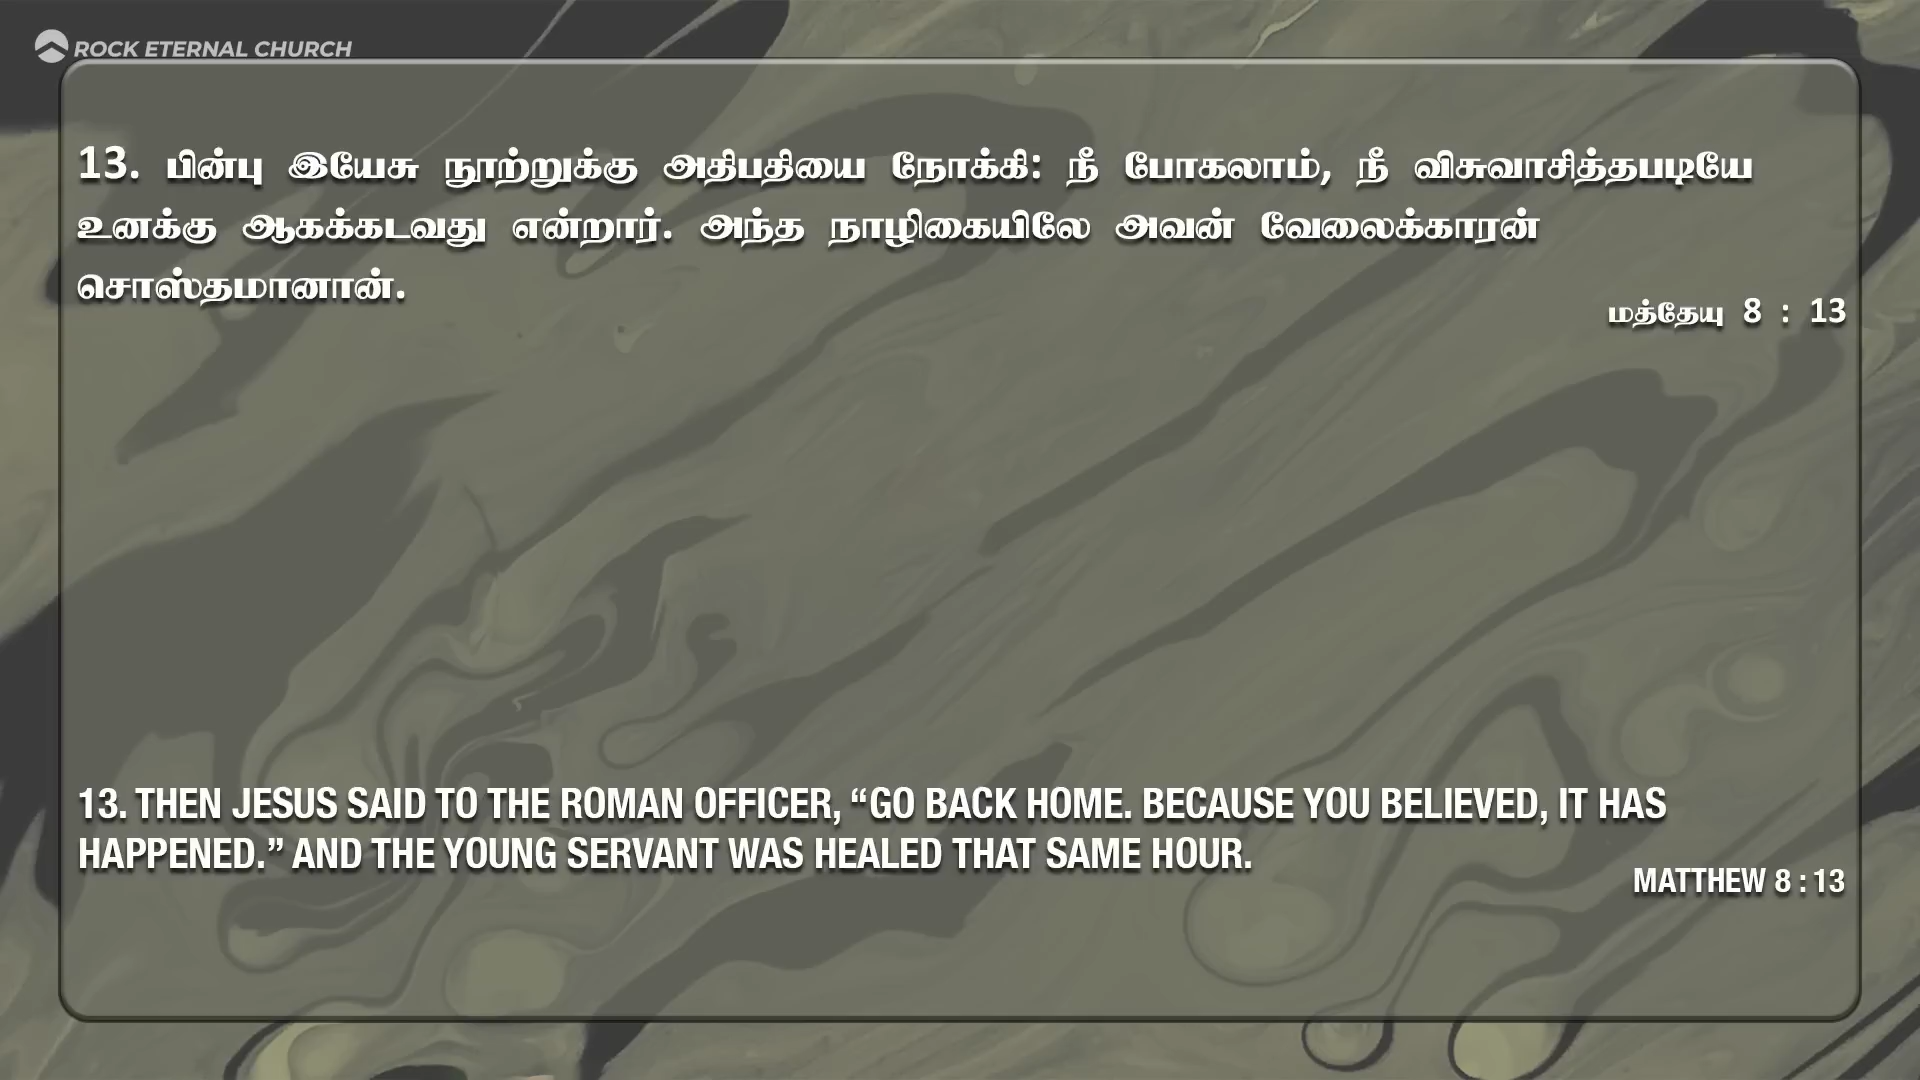 ROCK ETERNAL CHURCH
13. பின்பு இயேசு நூற்றுக்கு அதிபதியை நோக்கி: நீ போகலாம், நீ விசுவாசித்தபடியே
உனக்கு ஆகக்கடவது என்றார். அந்த நாழிகையிலே அவன் வேலைக்காரன்
சொஸ்தமானான்.
மத்தேயு 8 : 13
13. THEN JESUS SAID TO THE ROMAN OFFICER, “GO BACK HOME. BECAUSE YOU BELIEVED, IT HAS
HAPPENED.” AND THE YOUNG SERVANT WAS HEALED THAT SAME HOUR.
MATTHEW 8 : 13